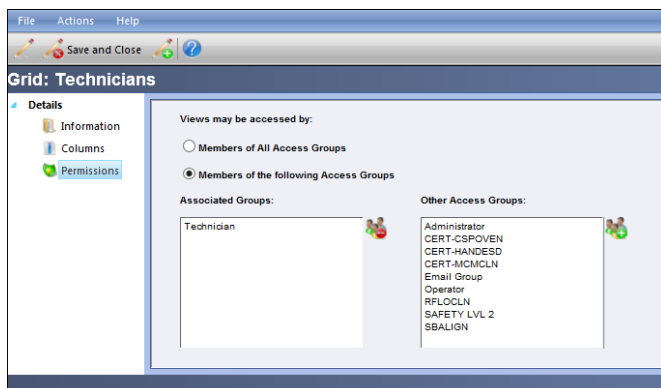 File Actions Help
Save and Close
Grid: Technicians
Details
Information
Columns
Permissions
Views may be accessed by:
Members of All Access Groups
Members of the following Access Groups
Associated Groups:
Technician
Other Access Groups:
Administrator
CERT-CSPOVEN
CERT-HANDESD
CERT-MCMCLN
Email Group
Operator
RFLOCLN
SAFETY LVL 2
SBALIGN